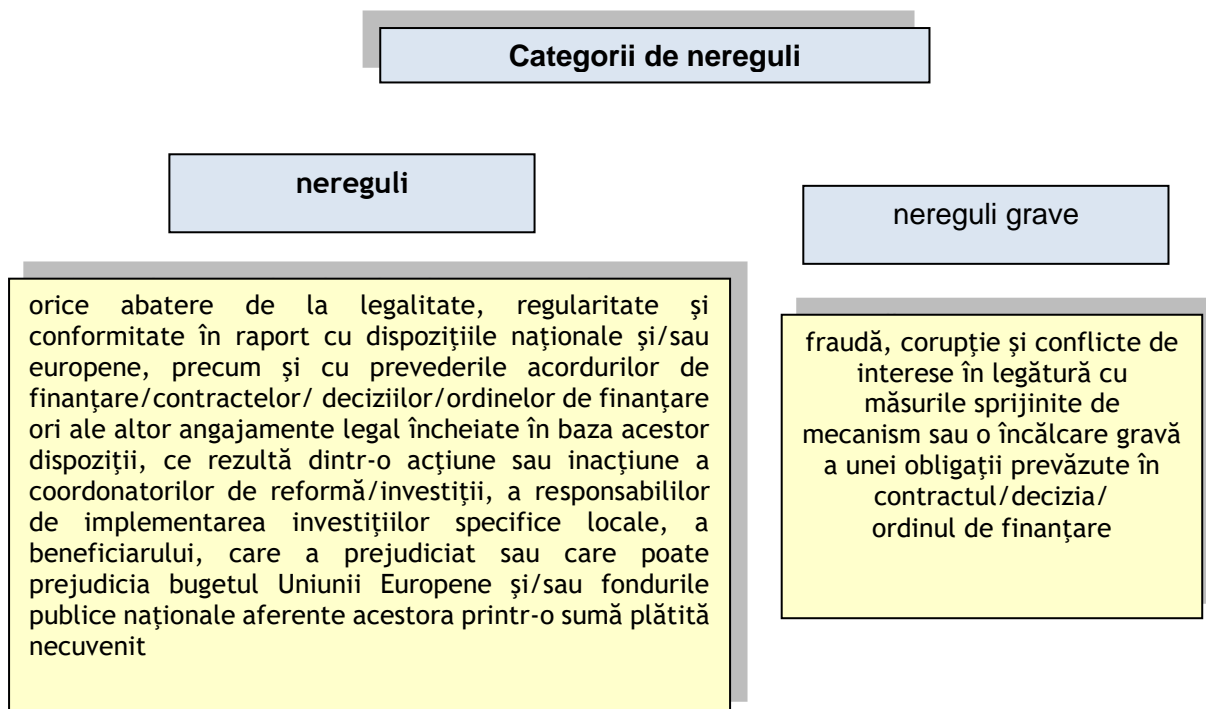 Categorii de nereguli
nereguli
nereguli grave
orice abatere de la legalitate, regularitate şi
conformitate în raport cu dispoziţiile naţionale şi/sau
europene, precum şi cu prevederile acordurilor de
finanţare/contractelor/ deciziilor/ordinelor de finanţare
ori ale altor angajamente legal încheiate în baza acestor
dispoziţii, ce rezultă dintr-o acţiune sau inacţiune a
coordonatorilor de reformă/investiţii, a responsabililor
de implementarea investiţiilor specifice locale, a
beneficiarului, care a prejudiciat sau care poate
prejudicia bugetul Uniunii Europene şi/sau fondurile
publice naţionale aferente acestora printr-o sumă plătită
necuvenit
fraudă, corupţie şi conflicte de
interese în legătură cu
măsurile sprijinite de
mecanism sau o încălcare gravă
a unei obligaţii prevăzute în
contractul/decizia/
ordinul de finanţare